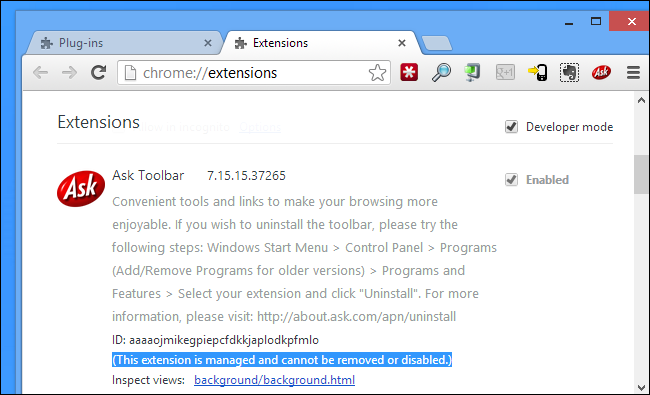 Plug-ins
Extensions
chrome://extensions
g+1
Ask
Extensions
Developer mode
Ask
Ask Toolbar 7.15.15.37265
Enabled
Convenient tools and links to make your browsing more
enjoyable. If you wish to uninstall the toolbar, please try the
following steps: Windows Start Menu > Control Panel > Programs
(Add/Remove Programs for older versions) > Programs and
Features > Select your extension and click "Uninstall". For more
information, please visit: http://about.ask.com/apn/uninstall
ID: aaaaojmikegpiepcfdkkjaplodkpfmlo
(This extension is managed and cannot be removed or disabled.)
Inspect views: background/background.html